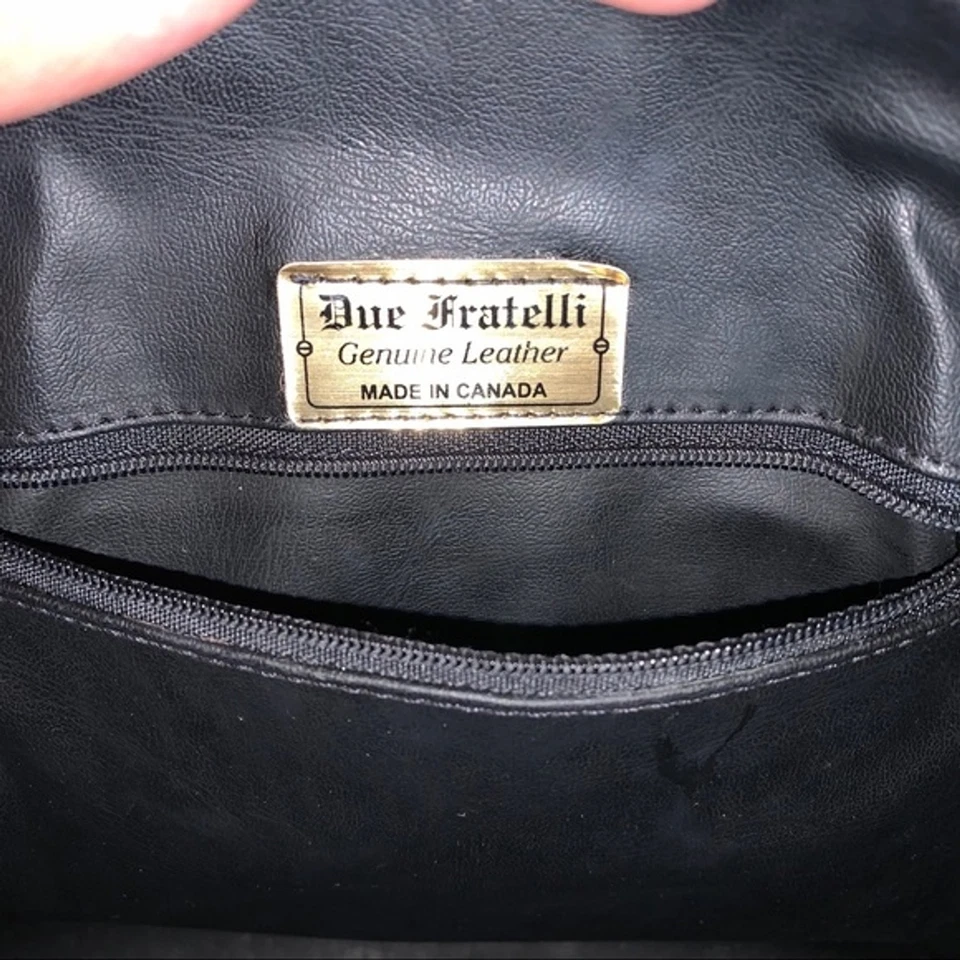 Due Fratelli
Genuine Leather
MADE IN CANADA